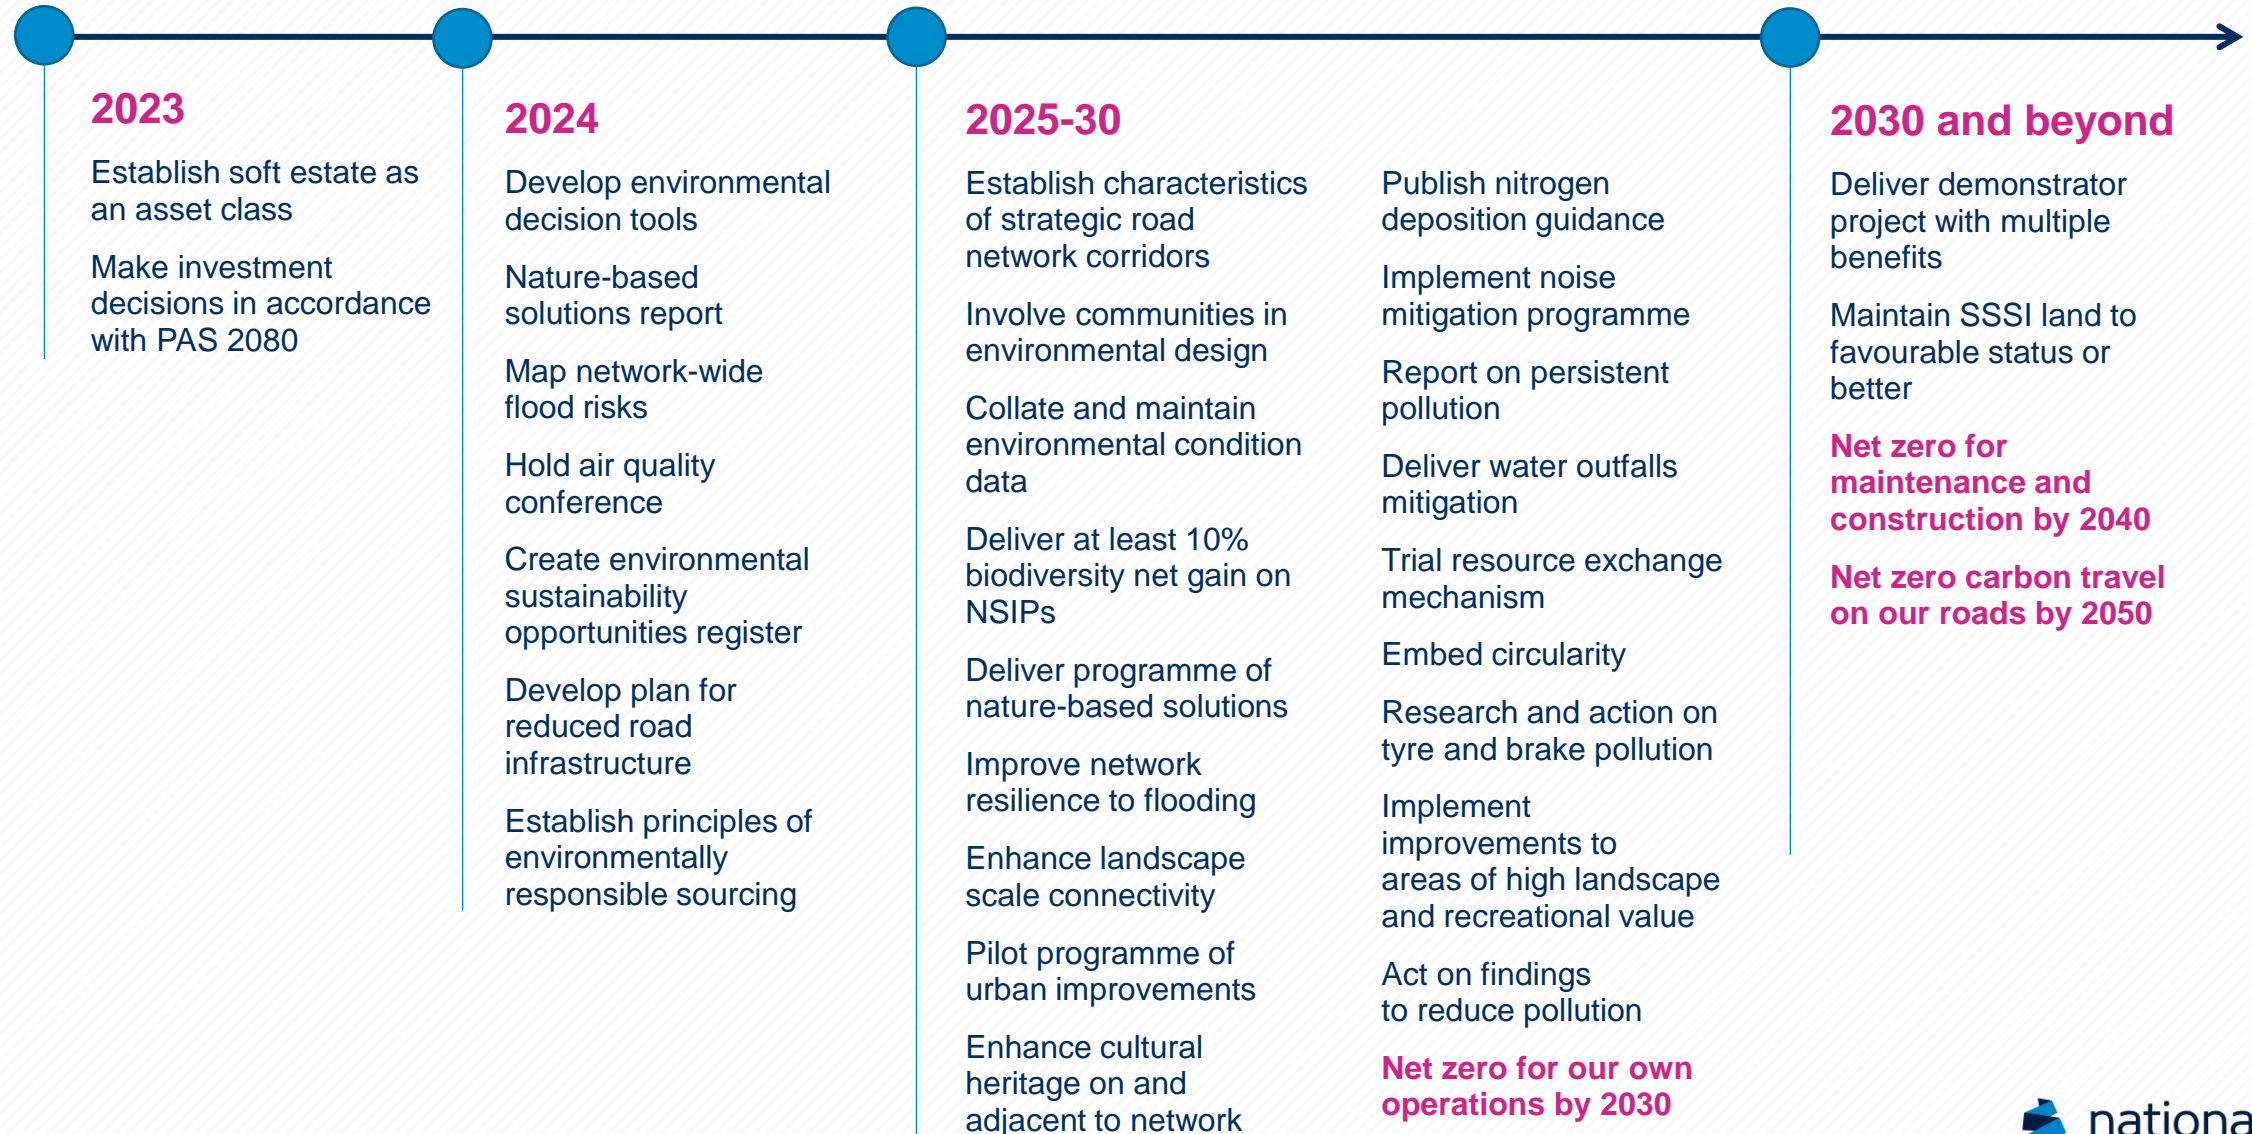 2023
Establish soft estate as
an asset class
Make investment
decisions in accordance
with PAS 2080
2024
Develop environmental
decision tools
Nature-based
solutions report
Map network-wide
flood risks
Hold air quality
conference
Create environmental
sustainability
opportunities register
Develop plan for
reduced road
infrastructure
Establish principles of
environmentally
responsible sourcing
2025-30
Establish characteristics
of strategic road
network corridors
Involve communities in
environmental design
Collate and maintain
environmental condition
data
Deliver at least 10%
biodiversity net gain on
NSIPs
Deliver programme of
nature-based solutions
Improve network
resilience to flooding
Enhance landscape
scale connectivity
Pilot programme of
urban improvements
Enhance cultural
heritage on and
adjacent to network
Publish nitrogen
deposition guidance
Implement noise
mitigation programme
Report on persistent
pollution
Deliver water outfalls
mitigation
Trial resource exchange
mechanism
Embed circularity
Research and action on
tyre and brake pollution
Implement
improvements to
areas of high landscape
and recreational value
Act on findings
to reduce pollution
Net zero for our own
operations by 2030
2030 and beyond
Deliver demonstrator
project with multiple
benefits
Maintain SSSI land to
favourable status or
better
Net zero for
maintenance and
construction by 2040
Net zero carbon travel
on our roads by 2050
nationa